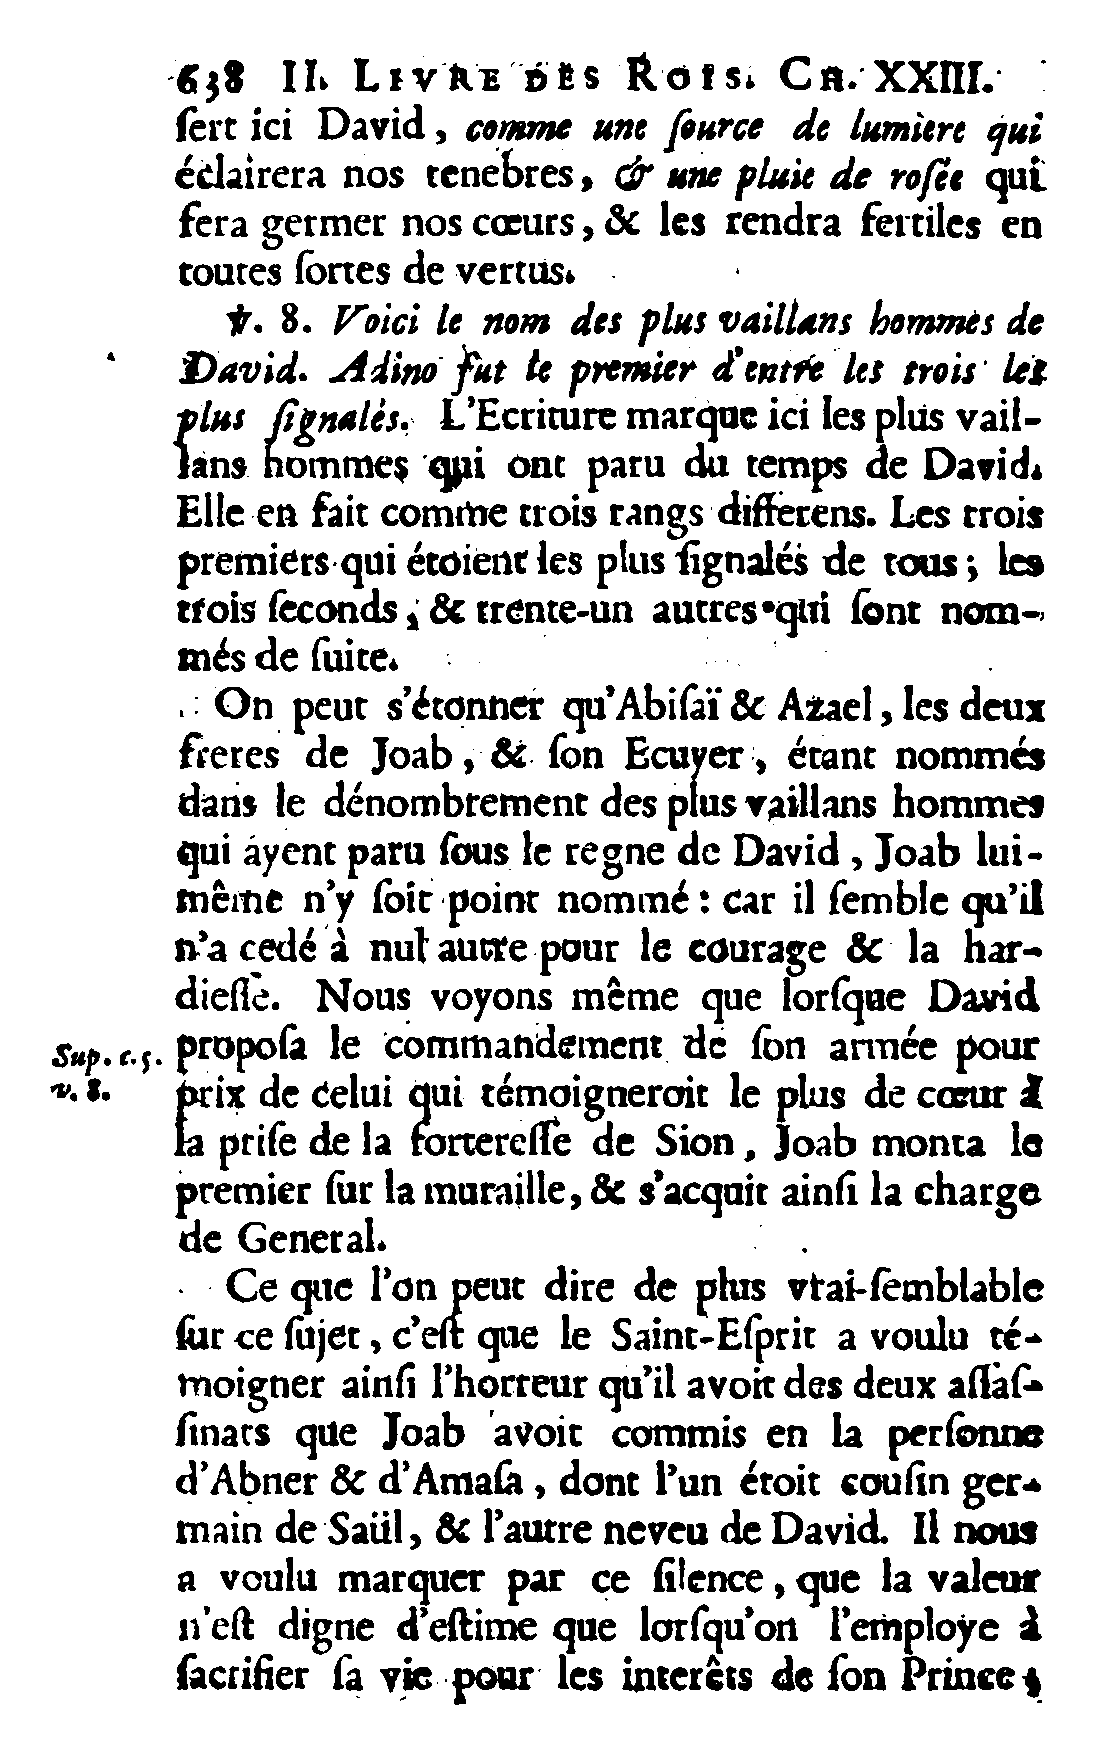 638 II. LIVRE DES ROIS. CH. XXIII.
ſert ici David, comme une ſource de lumiere qui
éclairera nos tenebres, & une pluie de roſée qui
fera germer nos cœurs, & les rendra fertiles en
toutes ſortes de vertus.
℣. 8. Voici le nom des plus vaillans hommes de
David. Adino fut le premier d'entre les trois les
plus ſignalés. L'Ecriture marque ici les plus vail-
lans hommes qui ont paru du temps de David.
Elle en fait comme trois rangs differens. Les trois
premiers qui étoient les plus ſignalés de tous; les
trois ſeconds, & trente-un autres qui ſont nom-
més de ſuite.
On peut s'étonner qu'Abiſaï & Azael, les deux
freres de Joab, & ſon Ecuyer, étant nommés
dans le dénombrement des plus vaillans hommes
qui ayent paru ſous le regne de David, Joab lui-
même n'y ſoit point nommé: car il ſemble qu'il
n'a cedé à nul autre pour le courage & la har-
dieſſe. Nous voyons même que lorſque David
Sup. c. 5.
v. 8.
propoſa le commandement de ſon armée pour
prix de celui qui témoigneroit le plus de cœur à
la priſe de la fortereſſe de Sion, Joab monta le
premier ſur la muraille, & s'acquit ainſi la charge
de General.
Ce que l'on peut dire de plus vrai-ſemblable
ſur ce ſujet, c'eſt que le Saint-Eſprit a voulu té-
moigner ainſi l'horreur qu'il avoit des deux aſſaſ-
ſinats que Joab avoit commis en la perſonne
d'Abner & d'Amaſa, dont l'un étoit couſin ger-
main de Saül, & l'autre neveu de David. Il nous
a voulu marquer par ce ſilence, que la valeur
n'eſt digne d'eſtime que lorſqu'on l'employe à
ſacrifier ſa vie pour les interêts de ſon Prince,